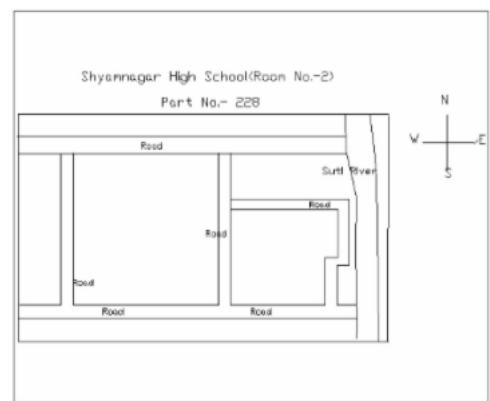 Shyamnagar High School(Room No.-2)
Part No.- 228
N
W
E
S
Road
Suti River
Road
Road
Road
Road
Road